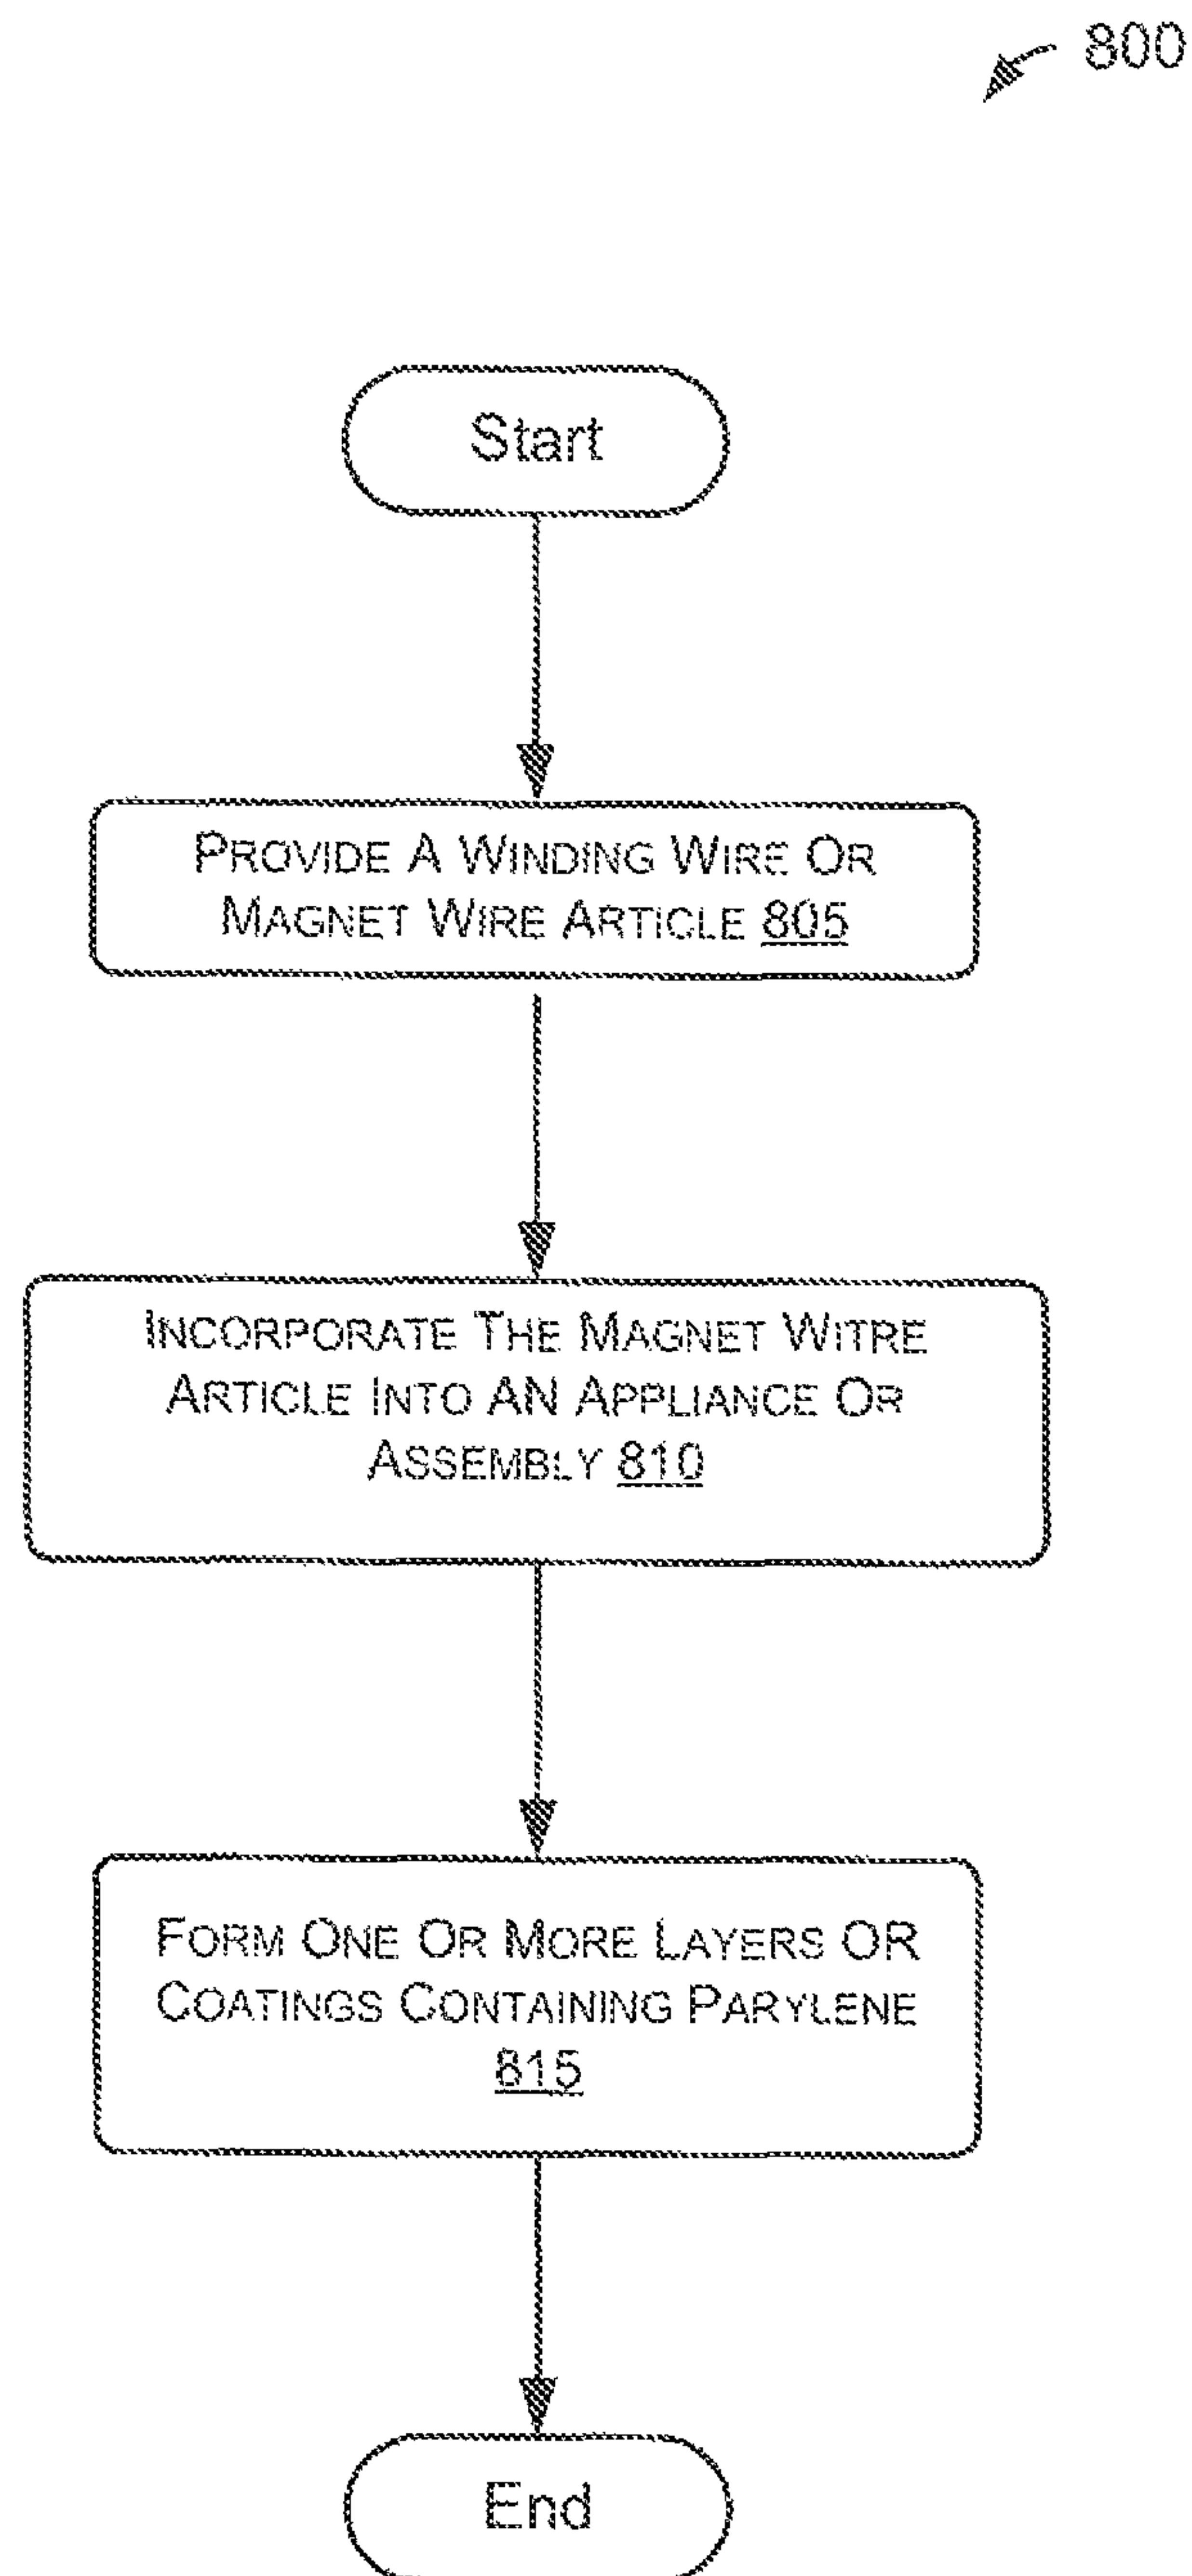 800
Start
PROVIDE A WINDING WIRE OR
MAGNET WIRE ARTICLE 805
INCORPORATE THE MAGNET WITRE
ARTICLE INTO AN APPLIANCE OR
ASSEMBLY 810
FORM ONE OR MORE LAYERS OR
COATINGS CONTAINING PARYLENE
815
End